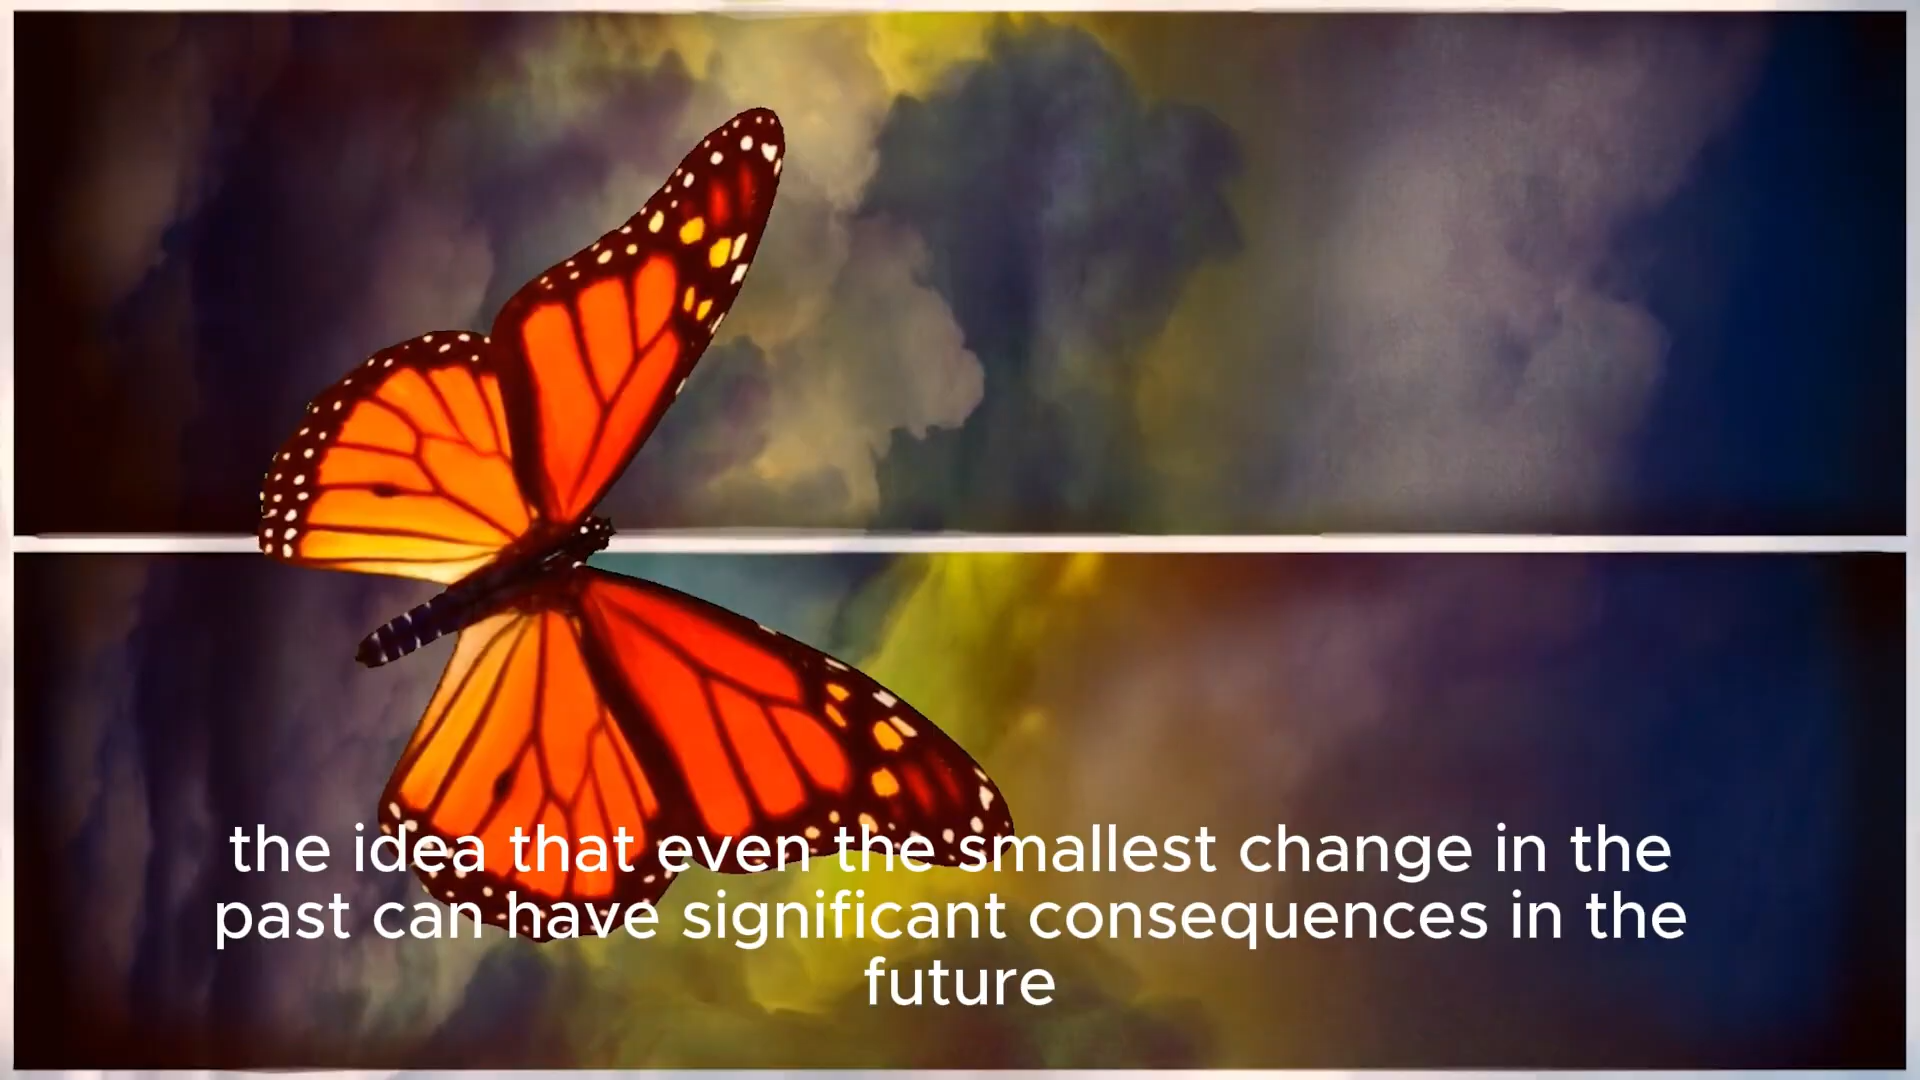 the idea that even the smallest change in the
past can have significant consequences in the
future